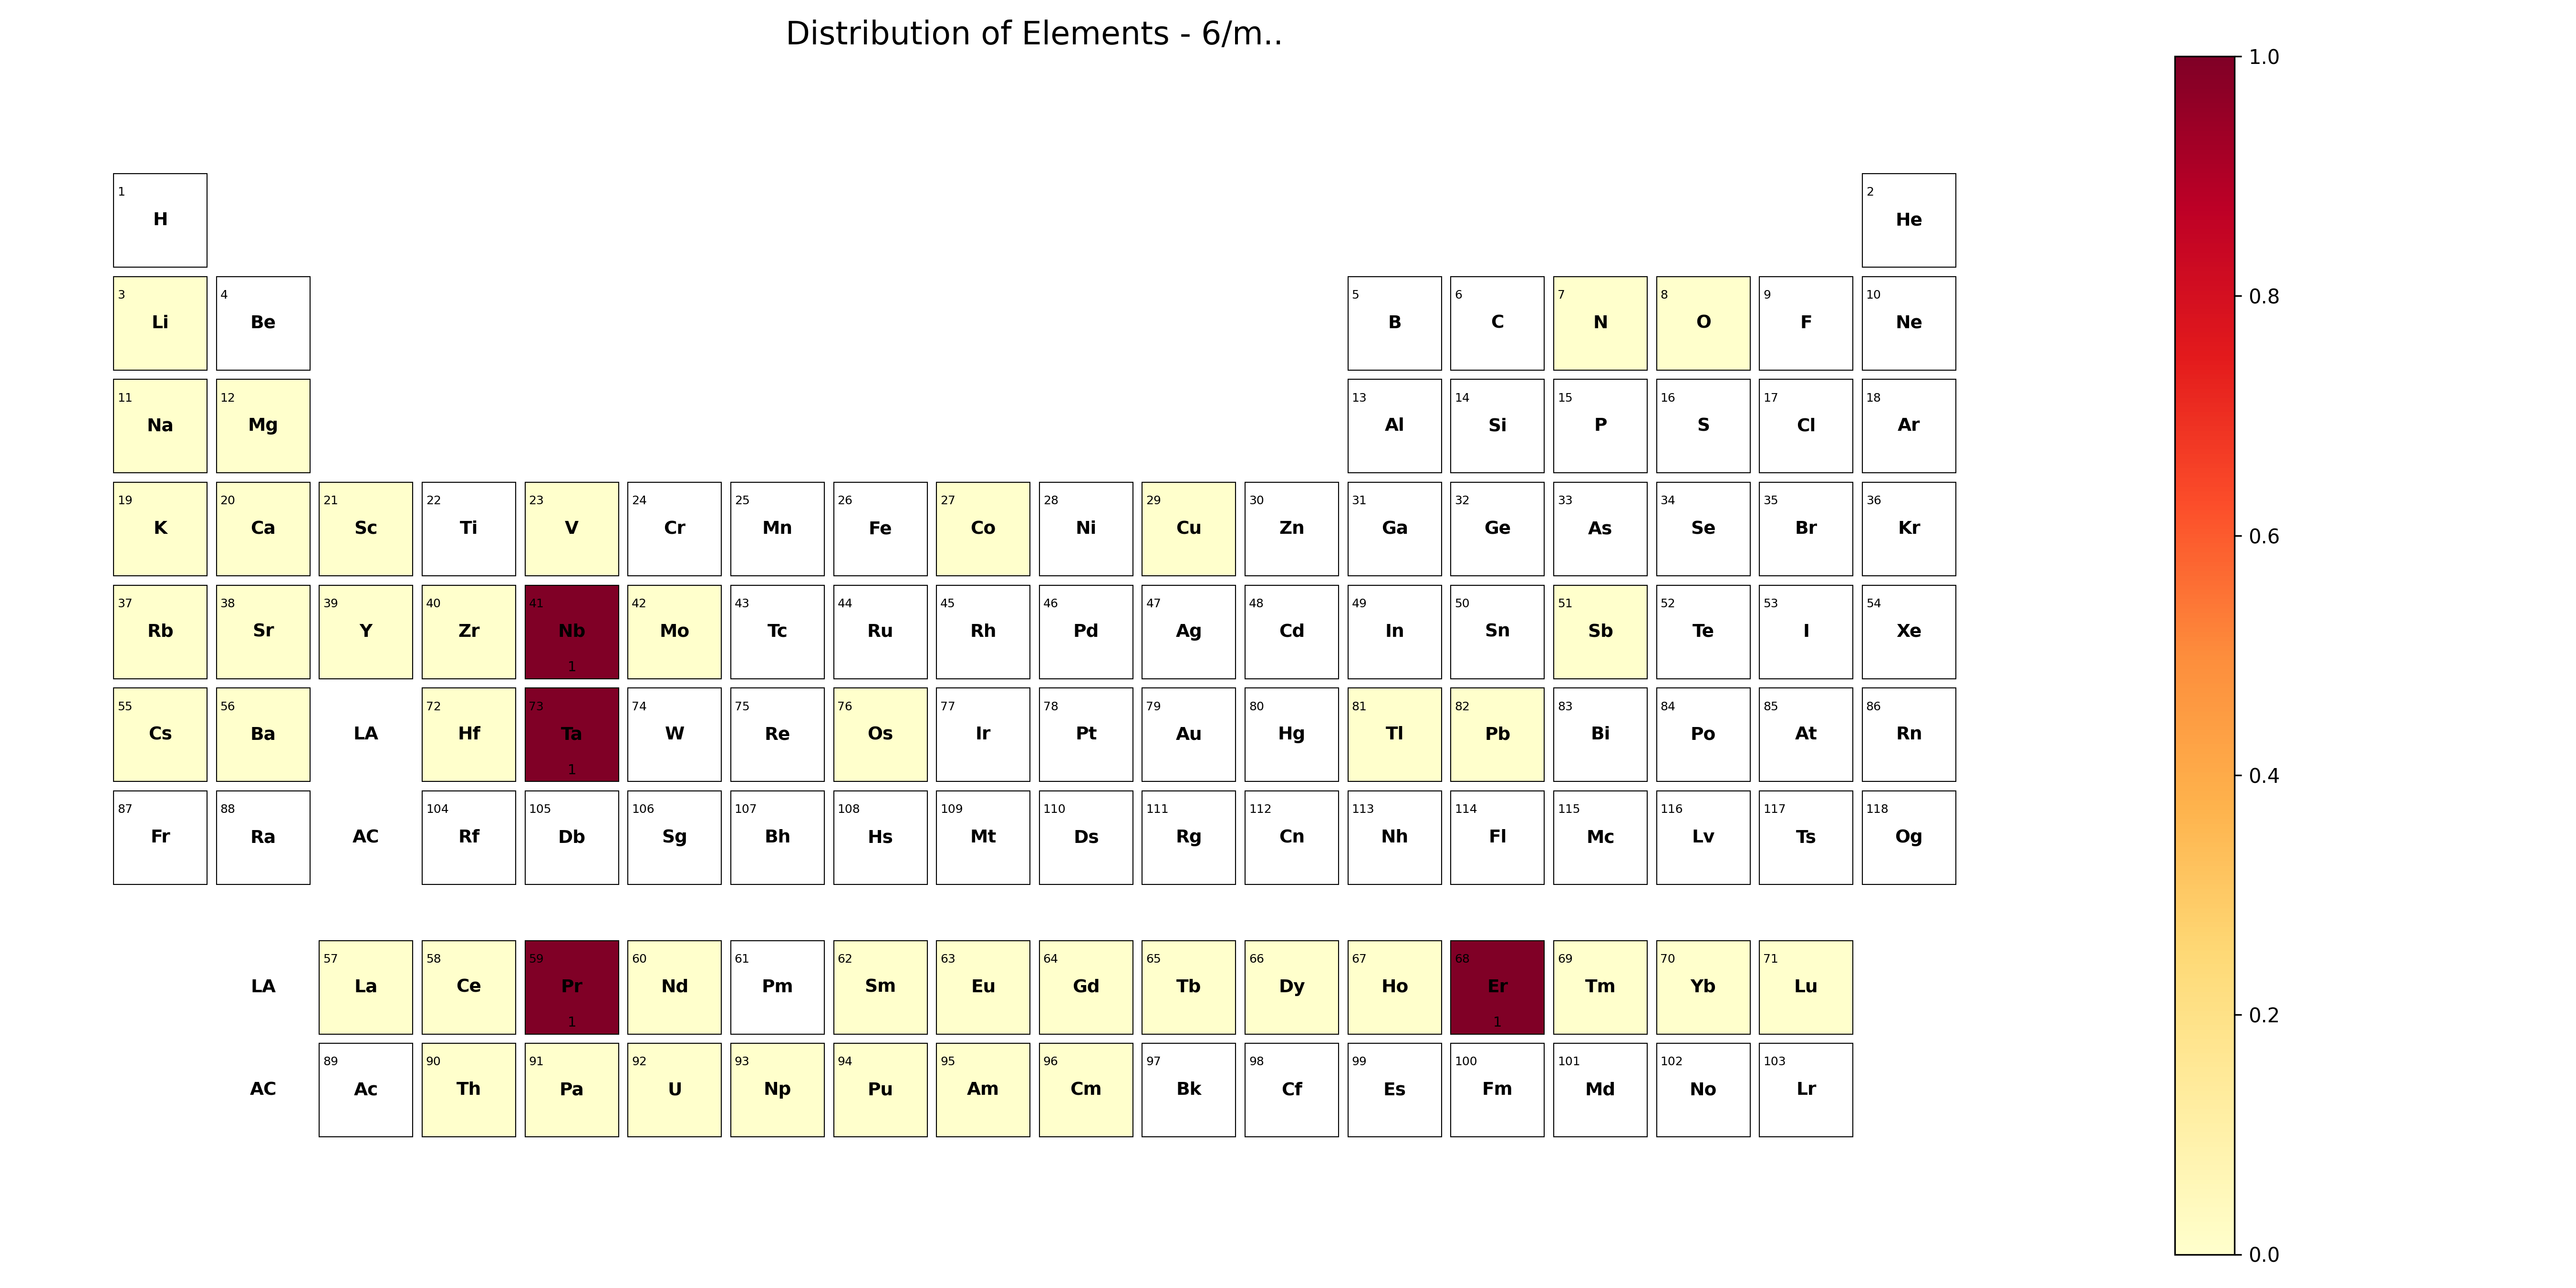 Distribution of Elements - 6/m..
1.0
1 2
H He
3 4 5 6 7 8 9 10
Li Be B C N O F Ne
0.8
11 12 13 14 15 16 17 18
Na Mg Al Si P S Cl Ar
19 20 21 22 23 24 25 26 27 28 29 30 31 32 33 34 35 36
K Ca Sc Ti V Cr Mn Fe Co Ni Cu Zn Ga Ge As Se Br Kr
0.6
37 38 39 40 41 42 43 44 45 46 47 48 49 50 51 52 53 54
Rb Sr Y Zr Nb Mo Tc Ru Rh Pd Ag Cd In Sn Sb Te I Xe
1
55 56 72 73 74 75 76 77 78 79 80 81 82 83 84 85 86
Cs Ba LA Hf Ta W Re Os Ir Pt Au Hg Tl Pb Bi Po At Rn
1
0.4
87 88 104 105 106 107 108 109 110 111 112 113 114 115 116 117 118
Fr Ra AC Rf Db Sg Bh Hs Mt Ds Rg Cn Nh Fl Mc Lv Ts Og
57 58 59 60 61 62 63 64 65 66 67 68 69 70 71
LA La Ce Pr Nd Pm Sm Eu Gd Tb Dy Ho Er Tm Yb Lu
1 1
0.2
89 90 91 92 93 94 95 96 97 98 99 100 101 102 103
AC Ac Th Pa U Np Pu Am Cm Bk Cf Es Fm Md No Lr
0.0